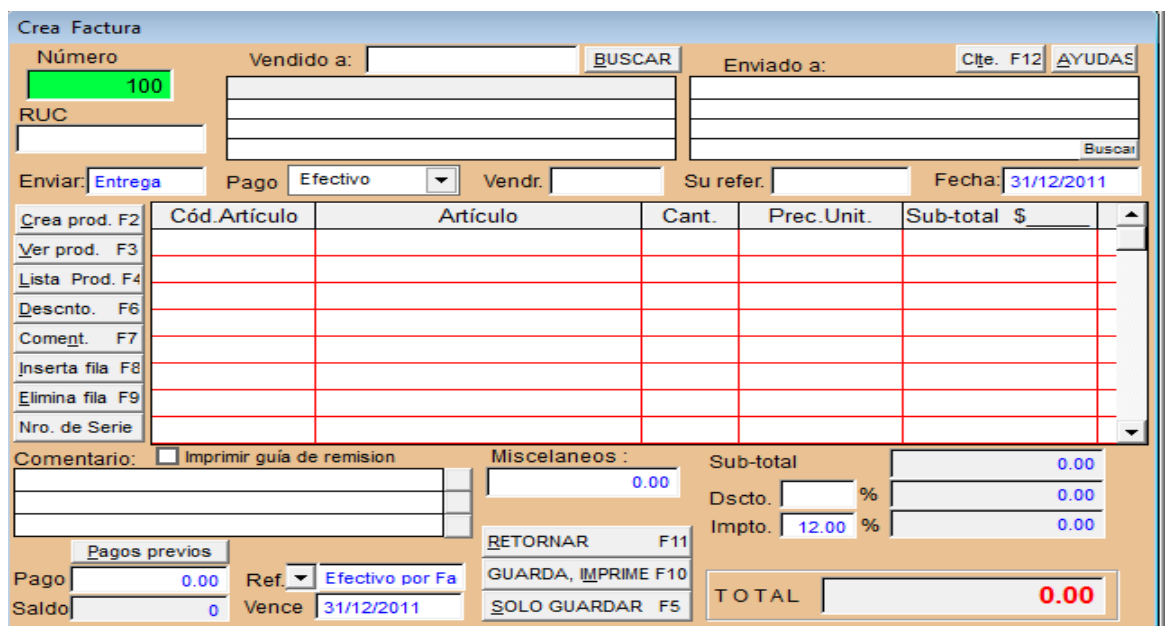 Crea Factura
Número Vendido a: BUSCAR Enviado a: Clte. F12 AYUDAS
100
RUC
Buscar
Enviar: Entrega Pago Efectivo Vendr. Su refer. Fecha: 31/12/2011
Crea prod. F2 Cód.Artículo Artículo Cant. Prec.Unit. Sub-total $_____
Ver prod. F3
Lista Prod. F4
Descnto. F6
Coment. F7
Inserta fila F8
Elimina fila F9
Nro. de Serie
Comentario: Imprimir guía de remision Miscelaneos : Sub-total 0.00
0.00
Dscto. % 0.00
Impto. 12.00 % 0.00
Pagos previos RETORNAR F11
Pago 0.00 Ref. Efectivo por Fa GUARDA, IMPRIME F10
Saldo 0 Vence 31/12/2011 SOLO GUARDAR F5 TOTAL 0.00